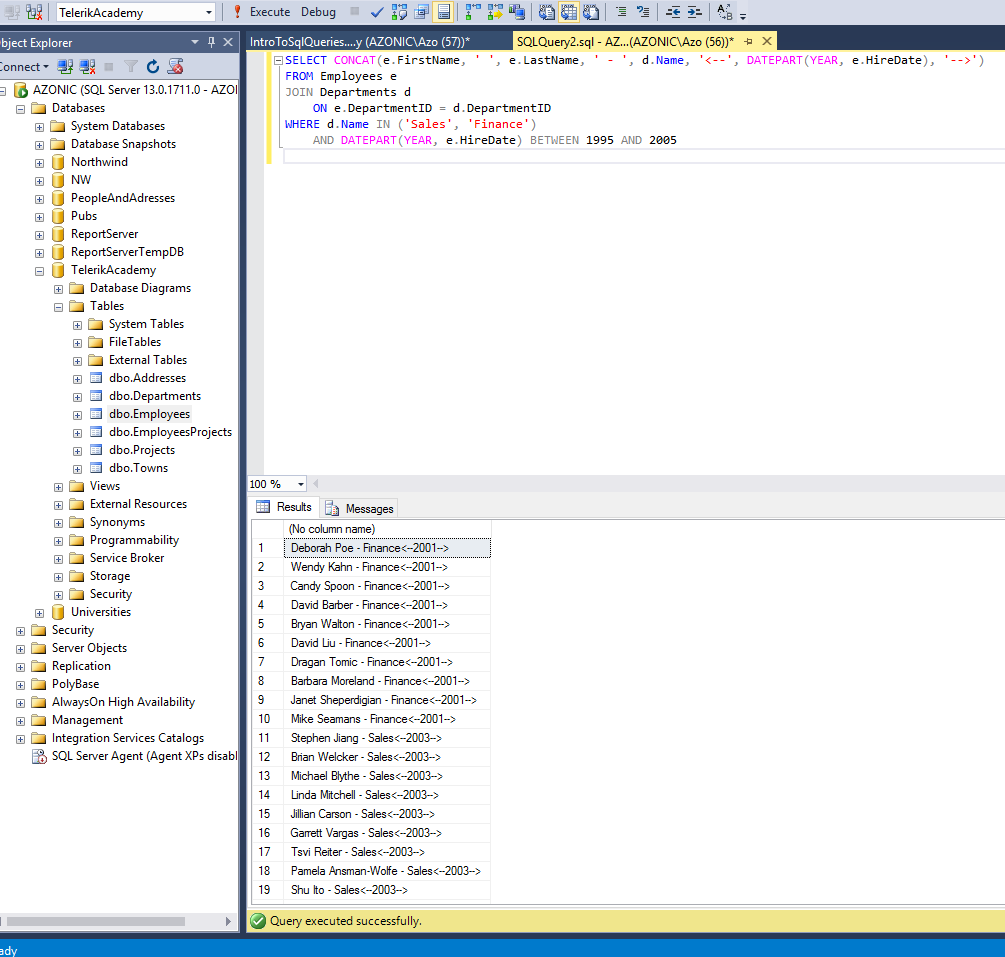 TelerikAcademy
Execute Debug
bject Explorer
Connect
AZONIC (SQL Server 13.0.1711.0 - AZOI
Databases
System Databases
Database Snapshots
Northwind
NW
PeopleAndAdresses
Pubs
ReportServer
ReportServerTempDB
TelerikAcademy
Database Diagrams
Tables
System Tables
FileTables
External Tables
dbo.Addresses
dbo.Departments
dbo.Employees
dbo.EmployeesProjects
dbo.Projects
dbo.Towns
Views
External Resources
Synonyms
Programmability
Service Broker
Storage
Security
Universities
Security
Server Objects
Replication
PolyBase
AlwaysOn High Availability
Management
Integration Services Catalogs
SQL Server Agent (Agent XPs disabl
IntroToSqlQueries....y (AZONIC\Azo (57))*
SQLQuery2.sql - AZ...(AZONIC\Azo (56))*
SELECT CONCAT(e.FirstName, ' ', e.LastName, ' - ', d.Name, '<--', DATEPART(YEAR, e.HireDate), '-->')
FROM Employees e
JOIN Departments d
ON e.DepartmentID = d.DepartmentID
WHERE d.Name IN ('Sales', 'Finance')
AND DATEPART(YEAR, e.HireDate) BETWEEN 1995 AND 2005
100 %
Results Messages
(No column name)
1 Deborah Poe - Finance<--2001-->
2 Wendy Kahn - Finance<--2001-->
3 Candy Spoon - Finance<--2001-->
4 David Barber - Finance<--2001-->
5 Bryan Walton - Finance<--2001-->
6 David Liu - Finance<--2001-->
7 Dragan Tomic - Finance<--2001-->
8 Barbara Moreland - Finance<--2001-->
9 Janet Sheperdigian - Finance<--2001-->
10 Mike Seamans - Finance<--2001-->
11 Stephen Jiang - Sales<--2003-->
12 Brian Welcker - Sales<--2003-->
13 Michael Blythe - Sales<--2003-->
14 Linda Mitchell - Sales<--2003-->
15 Jillian Carson - Sales<--2003-->
16 Garrett Vargas - Sales<--2003-->
17 Tsvi Reiter - Sales<--2003-->
18 Pamela Ansman-Wolfe - Sales<--2003-->
19 Shu Ito - Sales<--2003-->
Query executed successfully.
ady